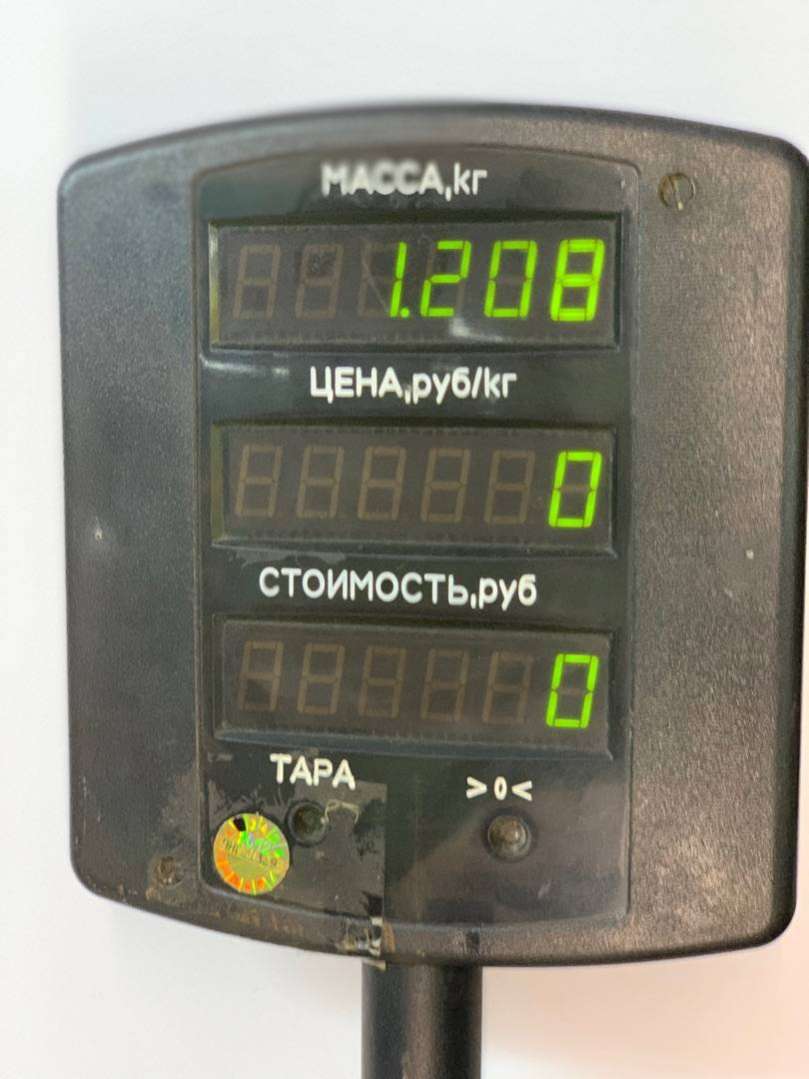 МАССА,кг
1.208
ЦЕНА,руб/кг
0
СТОИМОСТЬ,руб
0
ТАРА >0<